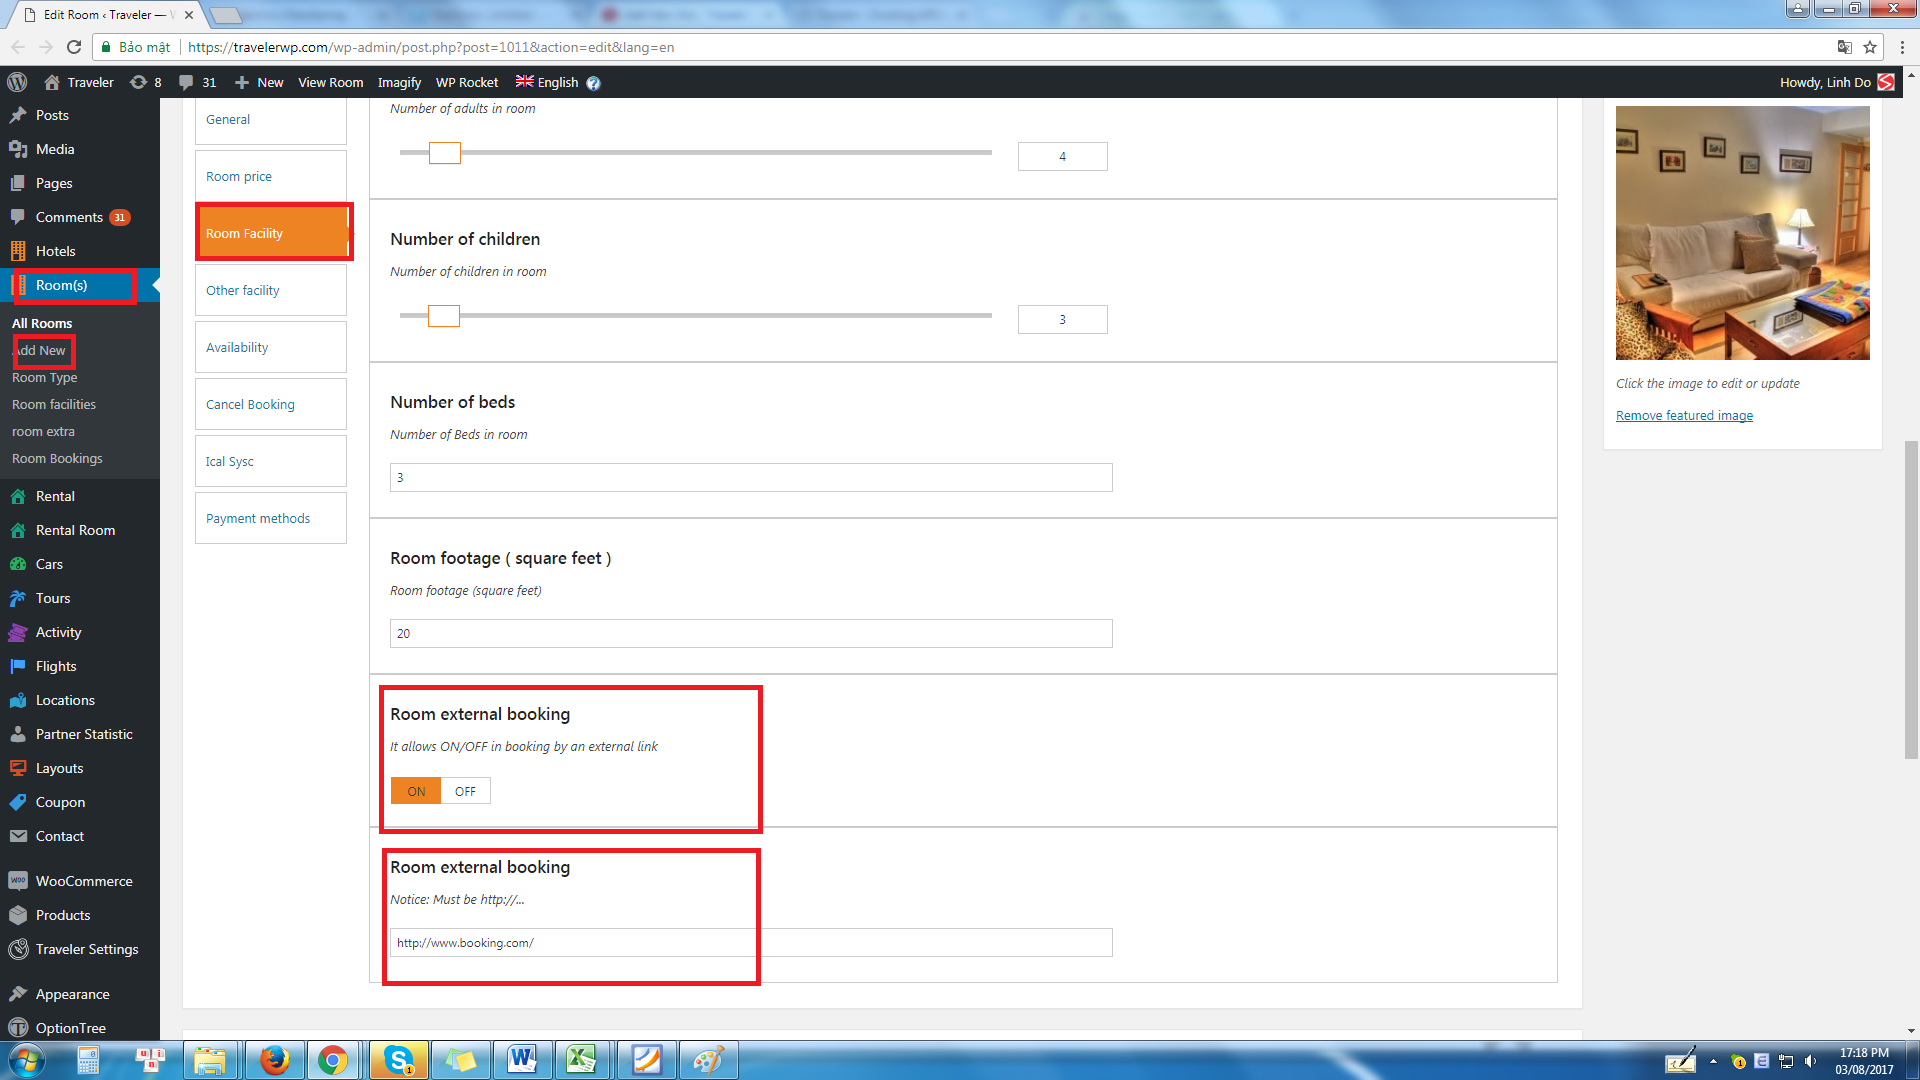 Edit Room ‹ Traveler —
Bảo mật
https://travelerwp.com/wp-admin/post.php?post=1011&action=edit&lang=en
Traveler
8
31
New
View Room
Imagify
WP Rocket
English
?
Howdy, Linh Do
Posts
Media
Pages
Comments 31
Hotels
Room(s)
All Rooms
Add New
Room Type
Room facilities
room extra
Room Bookings
Rental
Rental Room
Cars
Tours
Activity
Flights
Locations
Partner Statistic
Layouts
Coupon
Contact
WooCommerce
Products
Traveler Settings
Appearance
OptionTree
General
Room price
Room Facility
Other facility
Availability
Cancel Booking
Ical Sysc
Payment methods
Number of adults in room
4
Number of children
Number of children in room
3
Number of beds
Number of Beds in room
3
Room footage ( square feet )
Room footage (square feet)
20
Room external booking
It allows ON/OFF in booking by an external link
ON OFF
Room external booking
Notice: Must be http://...
http://www.booking.com/
Click the image to edit or update
Remove featured image
17:18 PM
03/08/2017